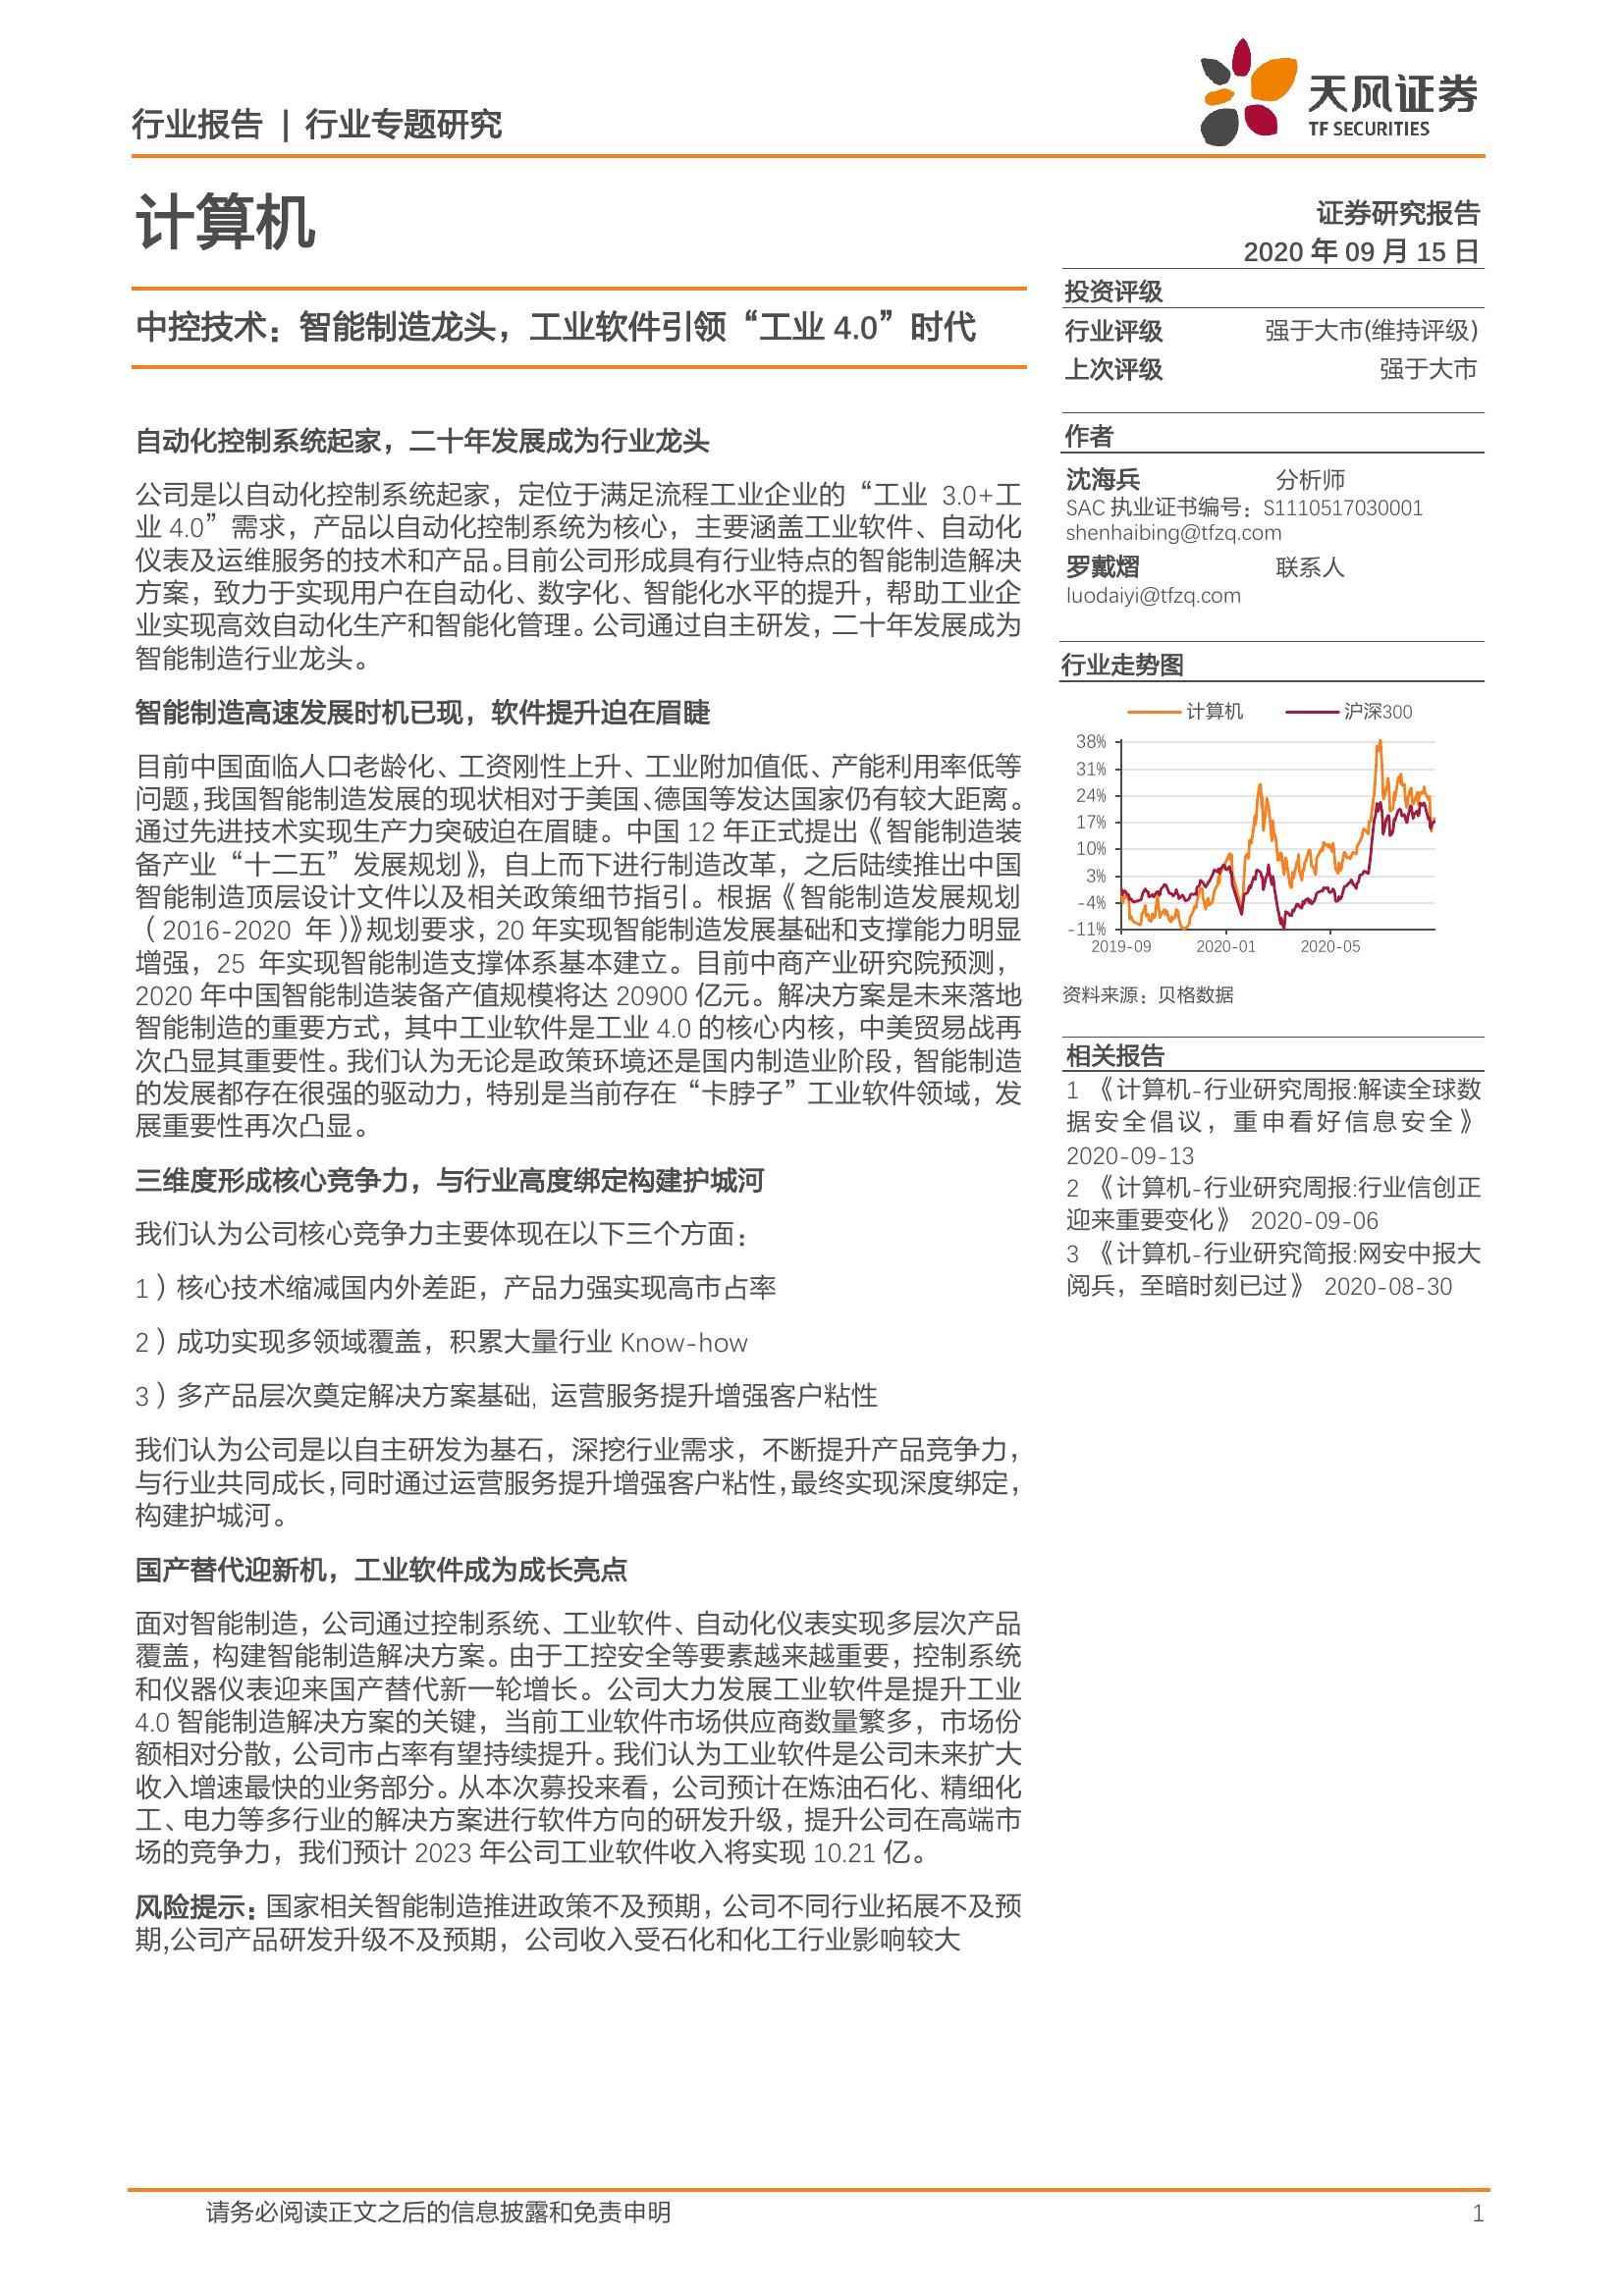 行业报告 | 行业专题研究
天风证券
TF SECURITIES
计算机
证券研究报告
2020 年 09 月 15 日
中控技术：智能制造龙头，工业软件引领“工业 4.0”时代
投资评级
行业评级 强于大市(维持评级)
上次评级 强于大市
自动化控制系统起家，二十年发展成为行业龙头
公司是以自动化控制系统起家，定位于满足流程工业企业的“工业 3.0+工
业 4.0”需求，产品以自动化控制系统为核心，主要涵盖工业软件、自动化
仪表及运维服务的技术和产品。目前公司形成具有行业特点的智能制造解决
方案，致力于实现用户在自动化、数字化、智能化水平的提升，帮助工业企
业实现高效自动化生产和智能化管理。公司通过自主研发，二十年发展成为
智能制造行业龙头。
智能制造高速发展时机已现，软件提升迫在眉睫
目前中国面临人口老龄化、工资刚性上升、工业附加值低、产能利用率低等
问题，我国智能制造发展的现状相对于美国、德国等发达国家仍有较大距离。
通过先进技术实现生产力突破迫在眉睫。中国 12 年正式提出《智能制造装
备产业“十二五”发展规划》，自上而下进行制造改革，之后陆续推出中国
智能制造顶层设计文件以及相关政策细节指引。根据《智能制造发展规划
（2016-2020 年）》规划要求，20 年实现智能制造发展基础和支撑能力明显
增强，25 年实现智能制造支撑体系基本建立。目前中商产业研究院预测，
2020 年中国智能制造装备产值规模将达 20900 亿元。解决方案是未来落地
智能制造的重要方式，其中工业软件是工业 4.0 的核心内核，中美贸易战再
次凸显其重要性。我们认为无论是政策环境还是国内制造业阶段，智能制造
的发展都存在很强的驱动力，特别是当前存在“卡脖子”工业软件领域，发
展重要性再次凸显。
三维度形成核心竞争力，与行业高度绑定构建护城河
我们认为公司核心竞争力主要体现在以下三个方面：
1）核心技术缩减国内外差距，产品力强实现高市占率
2）成功实现多领域覆盖，积累大量行业 Know-how
3）多产品层次奠定解决方案基础, 运营服务提升增强客户粘性
我们认为公司是以自主研发为基石，深挖行业需求，不断提升产品竞争力，
与行业共同成长，同时通过运营服务提升增强客户粘性，最终实现深度绑定，
构建护城河。
国产替代迎新机，工业软件成为成长亮点
面对智能制造，公司通过控制系统、工业软件、自动化仪表实现多层次产品
覆盖，构建智能制造解决方案。由于工控安全等要素越来越重要，控制系统
和仪器仪表迎来国产替代新一轮增长。公司大力发展工业软件是提升工业
4.0 智能制造解决方案的关键，当前工业软件市场供应商数量繁多，市场份
额相对分散，公司市占率有望持续提升。我们认为工业软件是公司未来扩大
收入增速最快的业务部分。从本次募投来看，公司预计在炼油石化、精细化
工、电力等多行业的解决方案进行软件方向的研发升级，提升公司在高端市
场的竞争力，我们预计 2023 年公司工业软件收入将实现 10.21 亿。
风险提示：国家相关智能制造推进政策不及预期，公司不同行业拓展不及预
期,公司产品研发升级不及预期，公司收入受石化和化工行业影响较大
作者
沈海兵 分析师
SAC 执业证书编号：S1110517030001
shenhaibing@tfzq.com
罗戴熠 联系人
luodaiyi@tfzq.com
行业走势图
计算机 沪深300
38%
31%
24%
17%
10%
3%
-4%
-11%
2019-09 2020-01 2020-05
资料来源：贝格数据
相关报告
1 《计算机-行业研究周报:解读全球数
据安全倡议，重申看好信息安全》
2020-09-13
2 《计算机-行业研究周报:行业信创正
迎来重要变化》 2020-09-06
3 《计算机-行业研究简报:网安中报大
阅兵，至暗时刻已过》 2020-08-30
请务必阅读正文之后的信息披露和免责申明 1